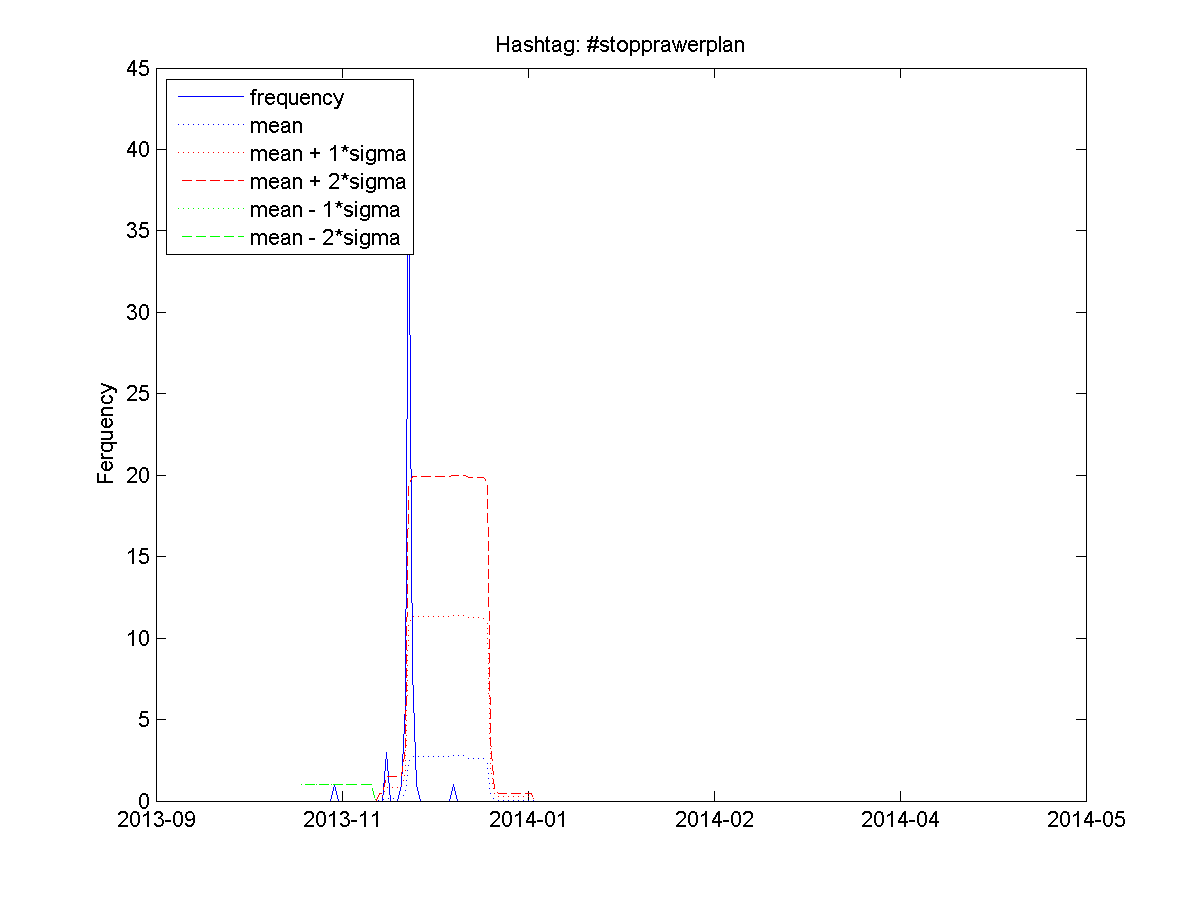 Hashtag: #stopprawerplan
45
40
35
30
25
20
15
10
5
0
frequency
mean
mean + 1*sigma
mean + 2*sigma
mean - 1*sigma
mean - 2*sigma
Ferquency
2013-09 2013-11 2014-01 2014-02 2014-04 2014-05